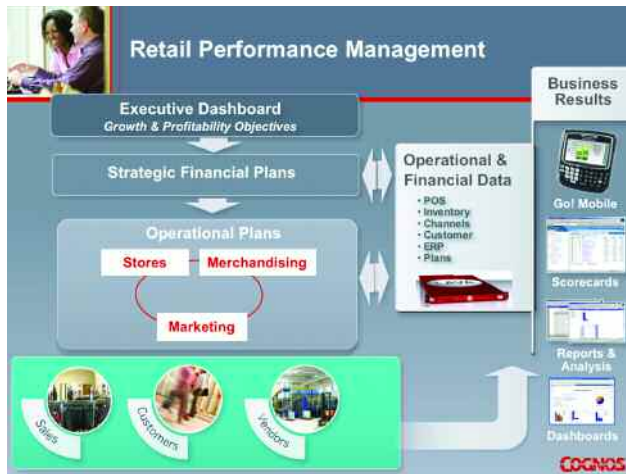 Retail Performance Management
Executive Dashboard
Growth & Profitability Objectives
Strategic Financial Plans
Operational Plans
Stores
Merchandising
Marketing
Operational &
Financial Data
• POS
• Inventory
• Channels
• Customer
• ERP
• Plans
Sales
Customers
Vendors
Business
Results
Go! Mobile
Scorecards
Reports &
Analysis
Dashboards
COGNOS